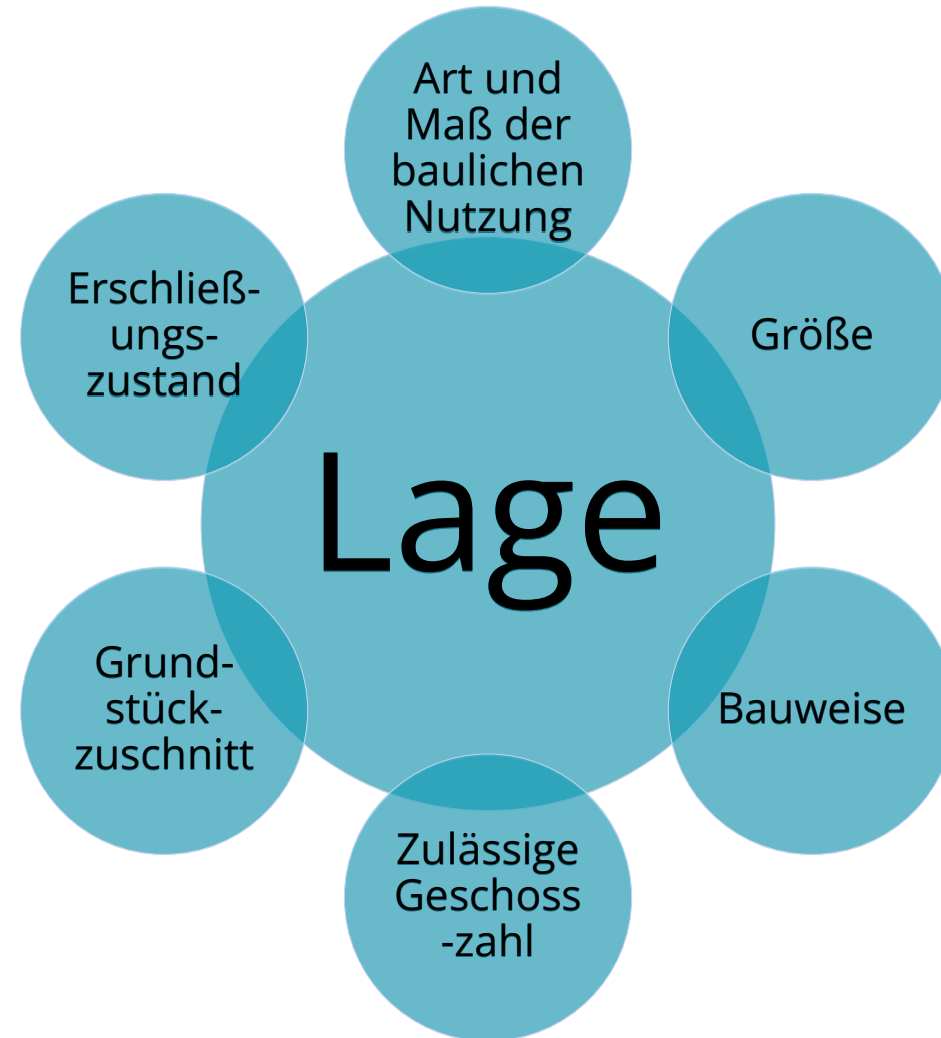 Art und
Maß der
baulichen
Nutzung
Größe
Bauweise
Zulässige
Geschoss
-zahl
Grund-
stück-
zuschnitt
Erschließ-
ungs-
zustand
Lage